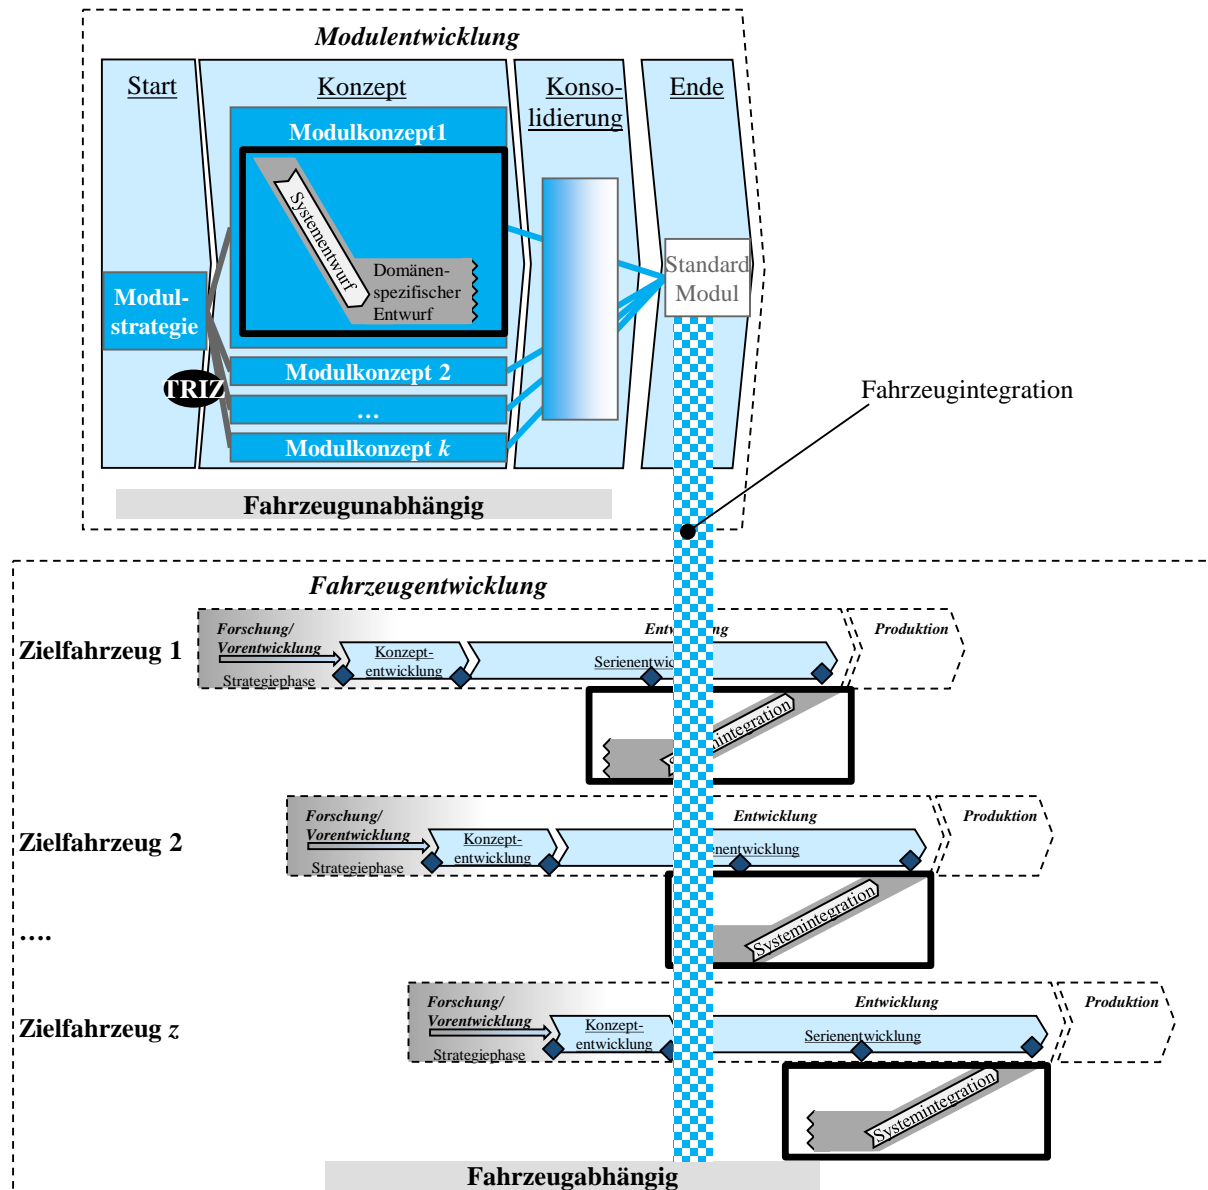 Modulentwicklung
Start
Konzept
Konso-
lidierung
Ende
Modulkonzept1
Systementwurf
Domänen-
spezifischer
Entwurf
Standard
Modul
Modul-
strategie
TRIZ
Modulkonzept 2
...
Modulkonzept k
Fahrzeugintegration
Fahrzeugunabhängig
Fahrzeugentwicklung
Zielfahrzeug 1
Forschung/
Vorentwicklung
Strategiephase
Konzept-
entwicklung
Produktion
Zielfahrzeug 2
Forschung/
Vorentwicklung
Strategiephase
Konzept-
entwicklung
Entwicklung
Produktion
Systemintegration
....
Zielfahrzeug z
Forschung/
Vorentwicklung
Strategiephase
Konzept-
entwicklung
Entwicklung
Serienentwicklung
Produktion
Systemintegration
Fahrzeugabhängig